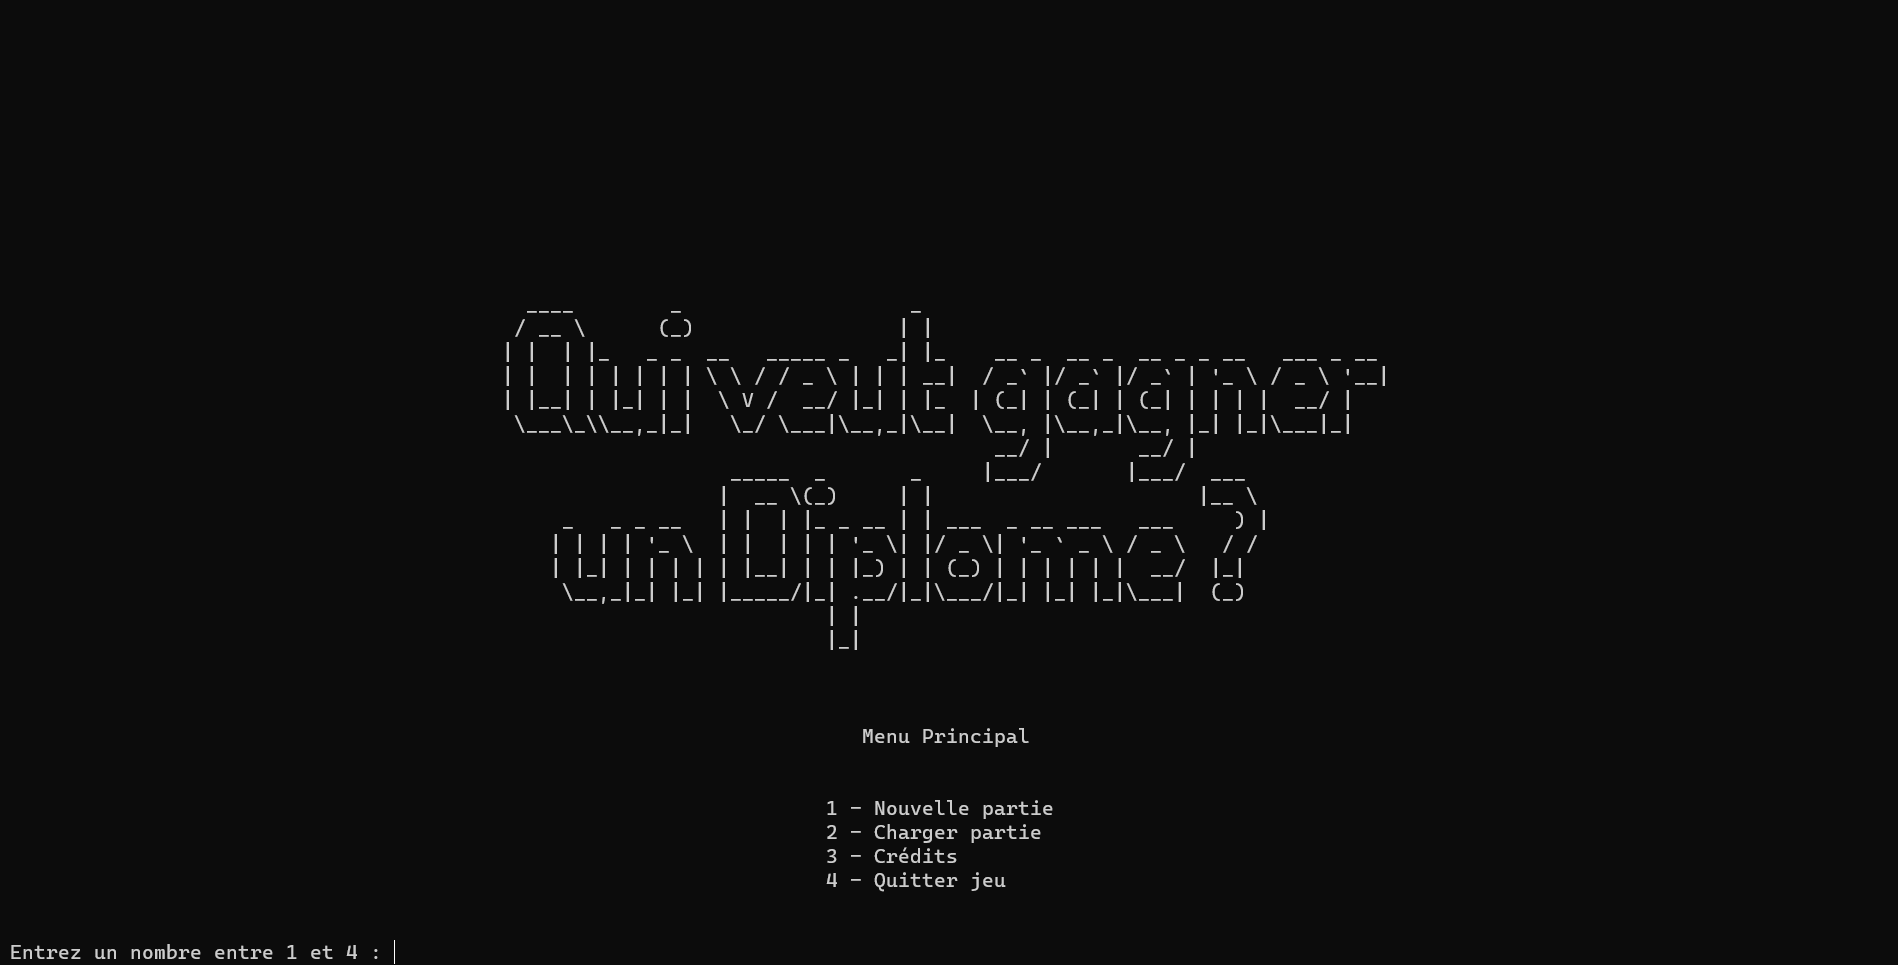 Qui veut gagner
un Diplome ?
Menu Principal
1 - Nouvelle partie
2 - Charger partie
3 - Crédits
4 - Quitter jeu
Entrez un nombre entre 1 et 4 :